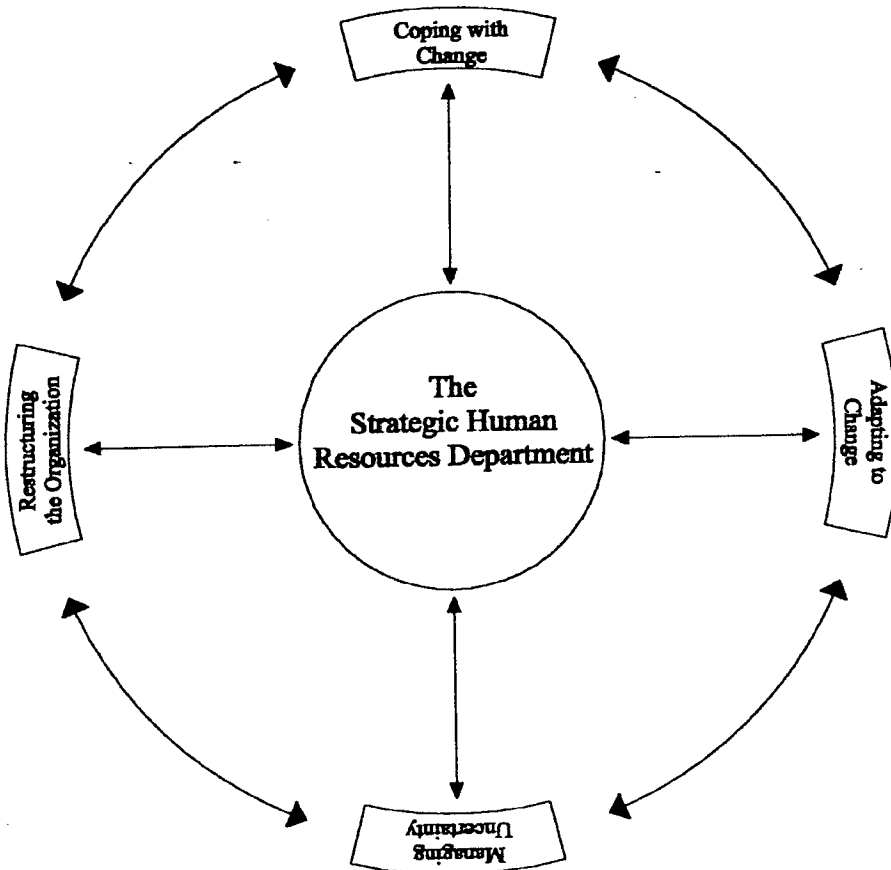 Coping with
Change
Adapting to
Change
Managing
Uncertainty
Restructuring
the Organization
The
Strategic Human
Resources Department